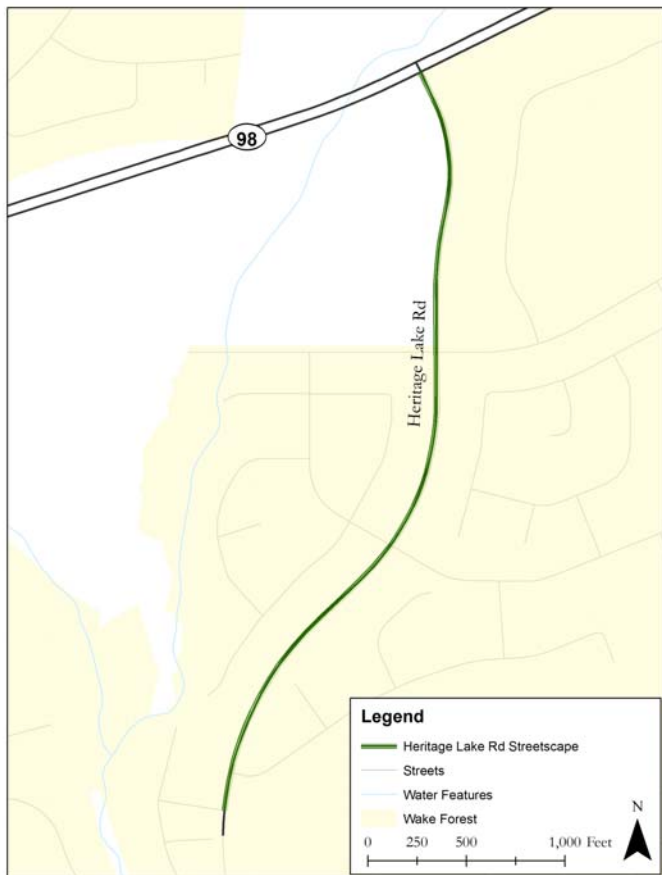 98
Heritage Lake Rd
Legend
Heritage Lake Rd Streetscape
Streets
Water Features
Wake Forest
N
0 250 500 1,000 Feet